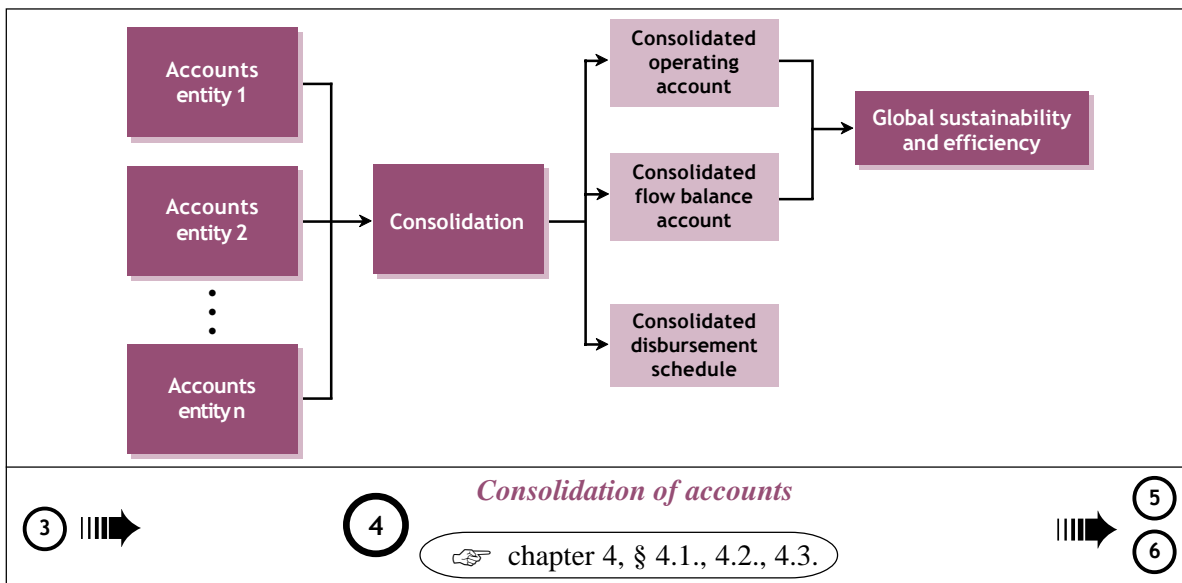 Accounts
entity 1
Accounts
entity 2
Accounts
entity n
Consolidation
Consolidated
operating
account
Consolidated
flow balance
account
Consolidated
disbursement
schedule
Global sustainability
and efficiency
3
4
Consolidation of accounts
☞ chapter 4, § 4.1., 4.2., 4.3.
5
6